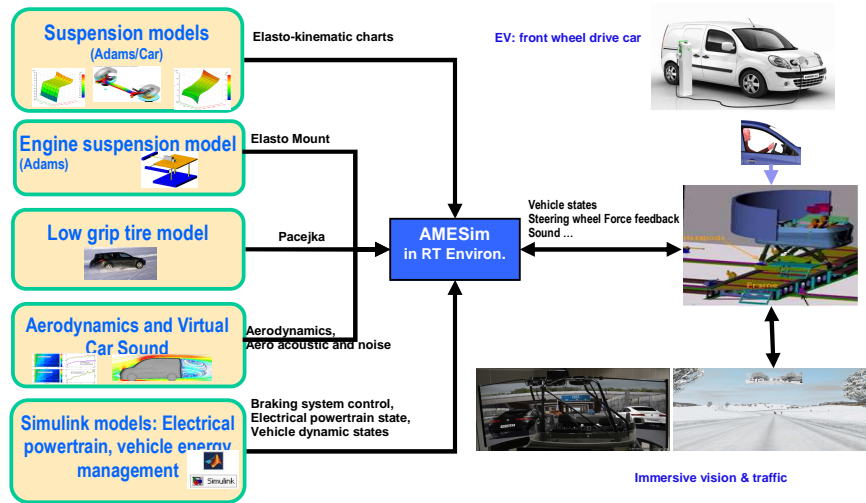 Suspension models
(Adams/Car)
Elasto-kinematic charts
EV: front wheel drive car
Engine suspension model
(Adams)
Elasto Mount
Low grip tire model
Pacejka
AMESim
in RT Environ.
Vehicle states
Steering wheel Force feedback
Sound ...
Frame
Aerodynamics and Virtual
Car Sound
Aerodynamics,
Aero acoustic and noise
Simulink models: Electrical
powertrain, vehicle energy
management
Simulink
Braking system control,
Electrical powertrain state,
Vehicle dynamic states
Immersive vision & traffic